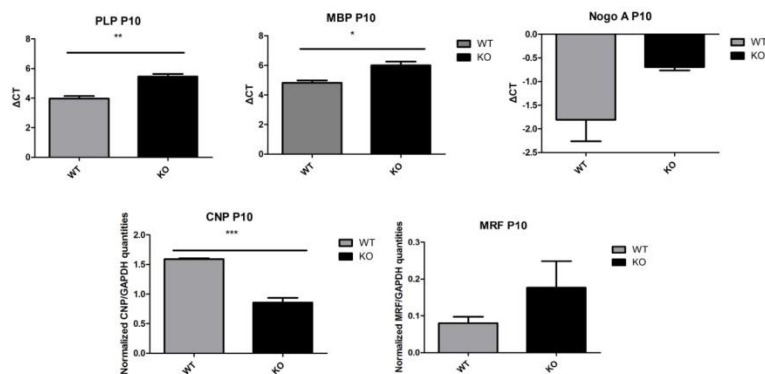 PLP P10
**
ΔCT
8
6
4
2
0
WT
KO
MBP P10
*
WT
KO
ΔCT
8
6
4
2
0
WT
KO
Nogo A P10
WT
KO
ΔCT
0.0
-0.5
-1.0
-1.5
-2.0
-2.5
WT
KO
CNP P10
***
WT
KO
Normalized CNP/GAPDH quantities
2.0
1.5
1.0
0.5
0.0
WT
KO
MRF P10
WT
KO
Normalized MRF/GAPDH quantities
0.3
0.2
0.1
0.0
WT
KO